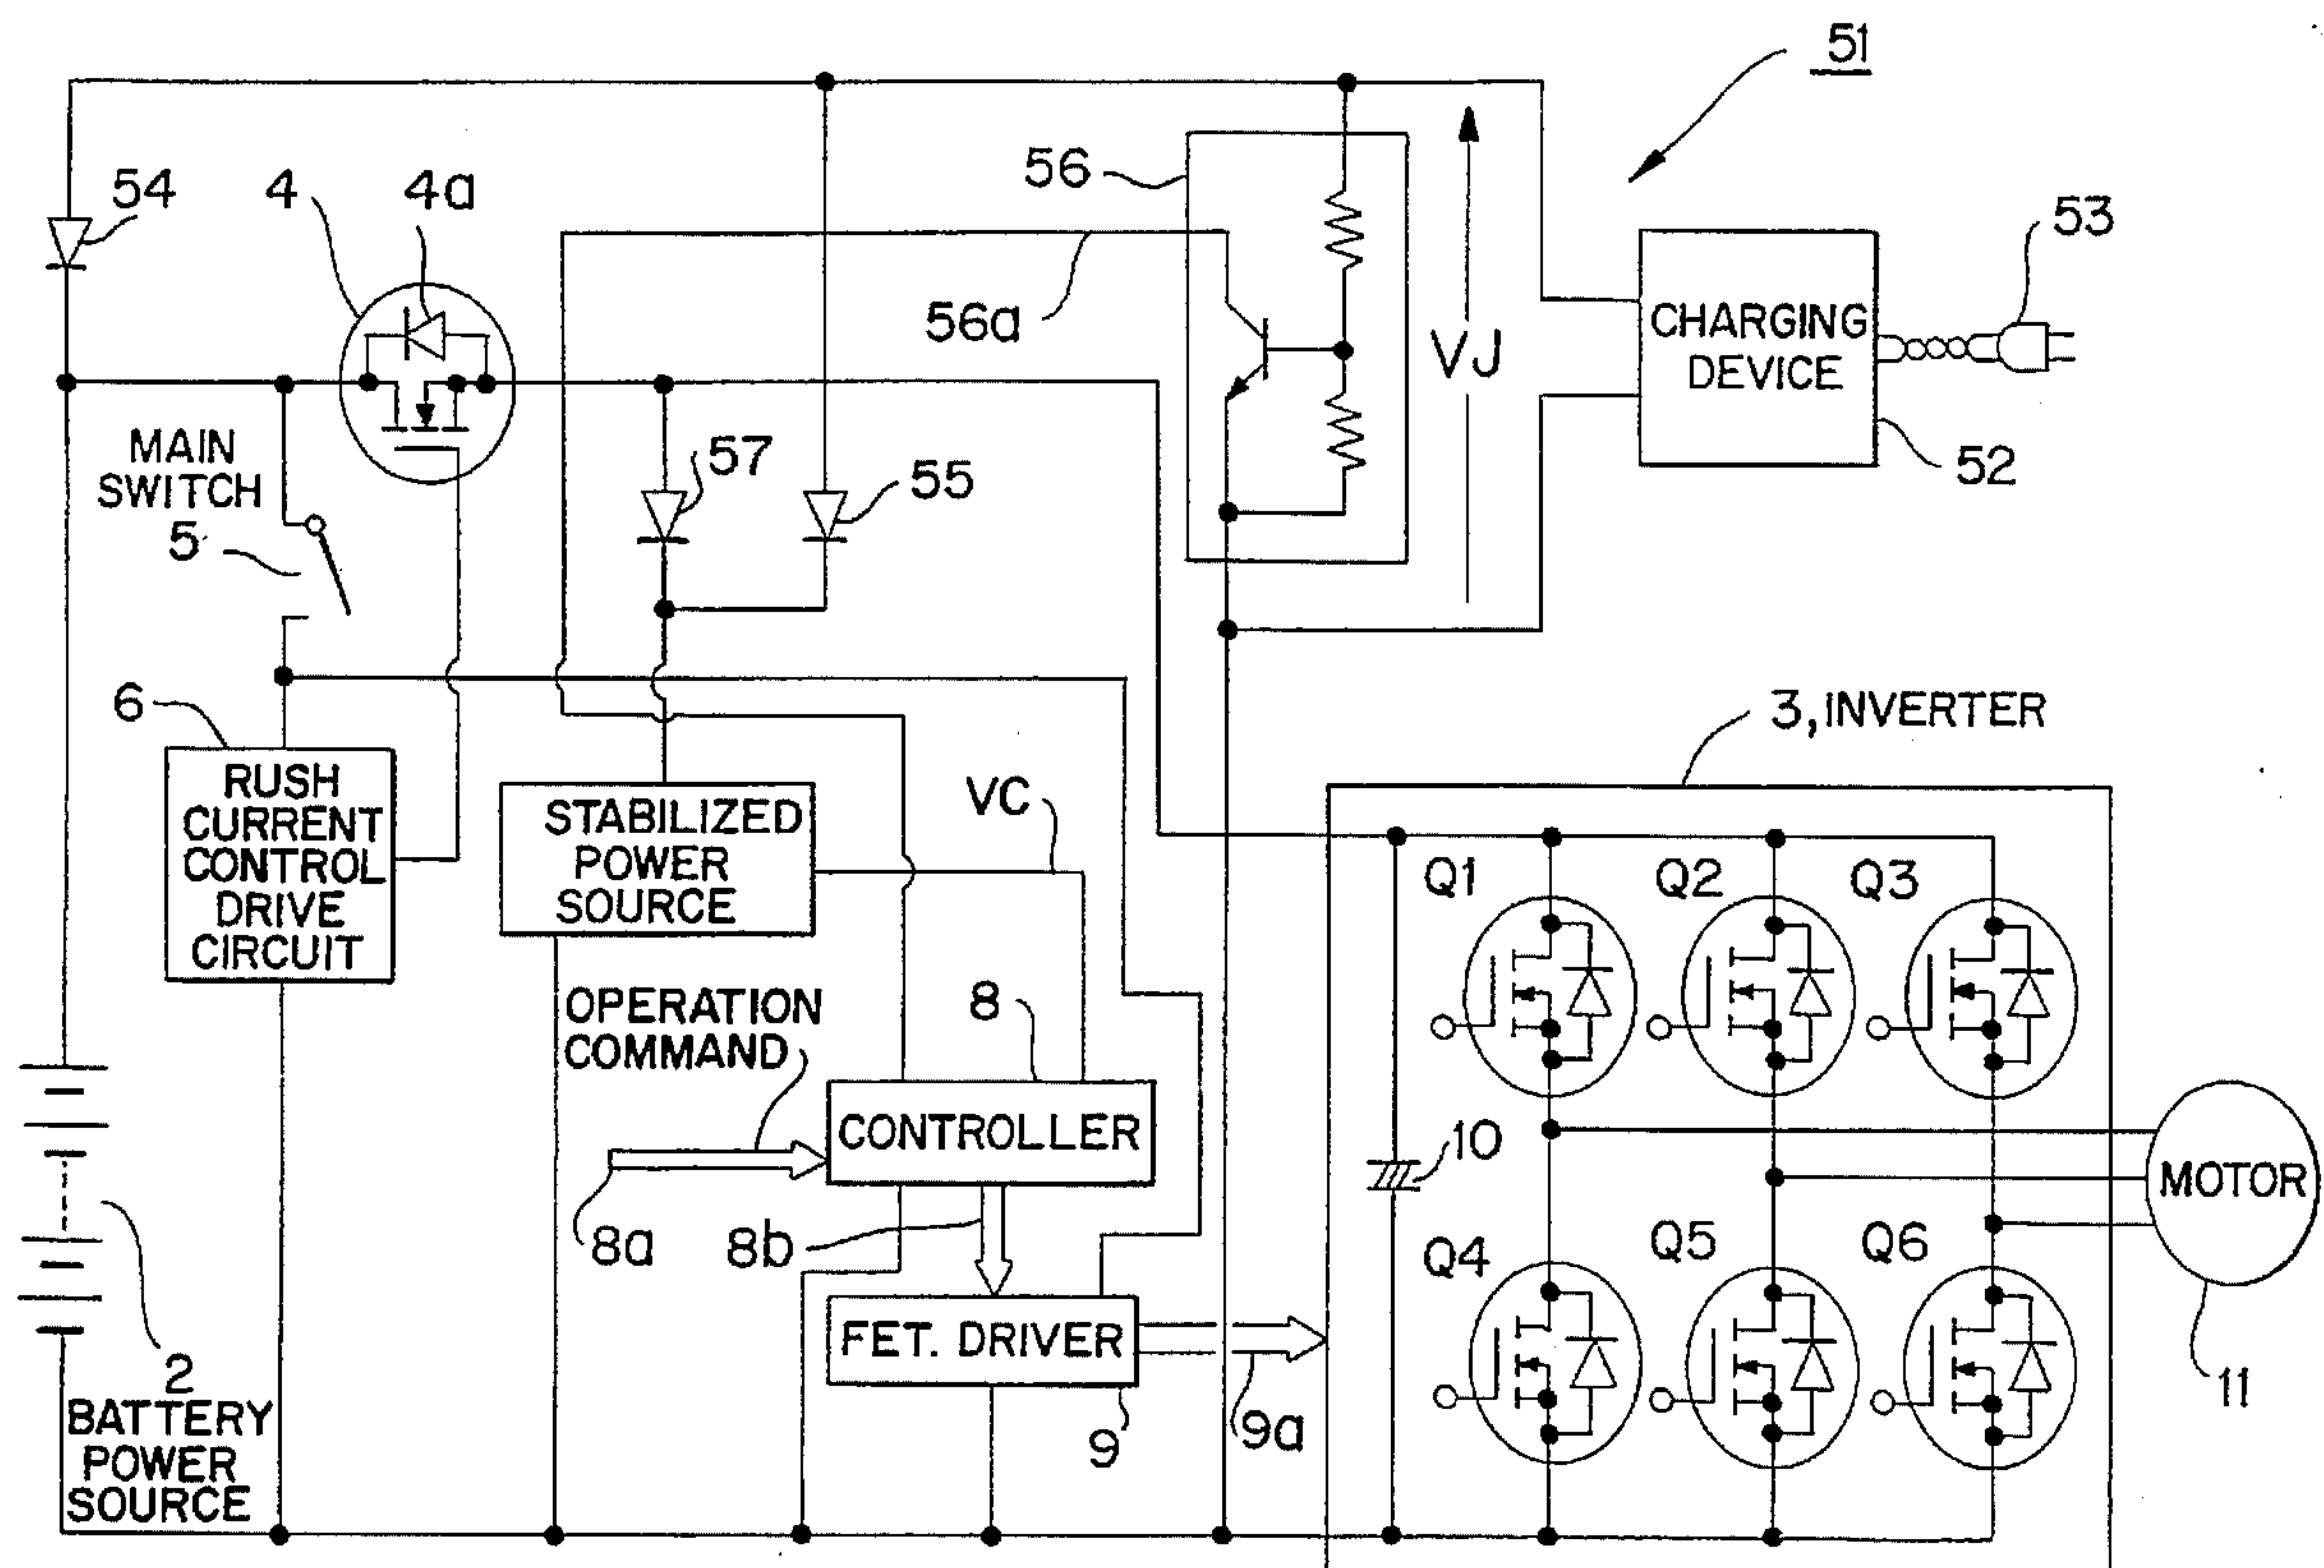 51
54
4
4a
56
53
56a
VJ
CHARGING
DEVICE
MAIN
SWITCH
5
57
55
52
6
3, INVERTER
RUSH
CURRENT
CONTROL
DRIVE
CIRCUIT
STABILIZED
POWER
SOURCE
VC
Q1
Q2
Q3
OPERATION
COMMAND
8
CONTROLLER
10
MOTOR
8a
8b
Q4
Q5
Q6
FET. DRIVER
2
BATTERY
POWER
SOURCE
9
9a
11